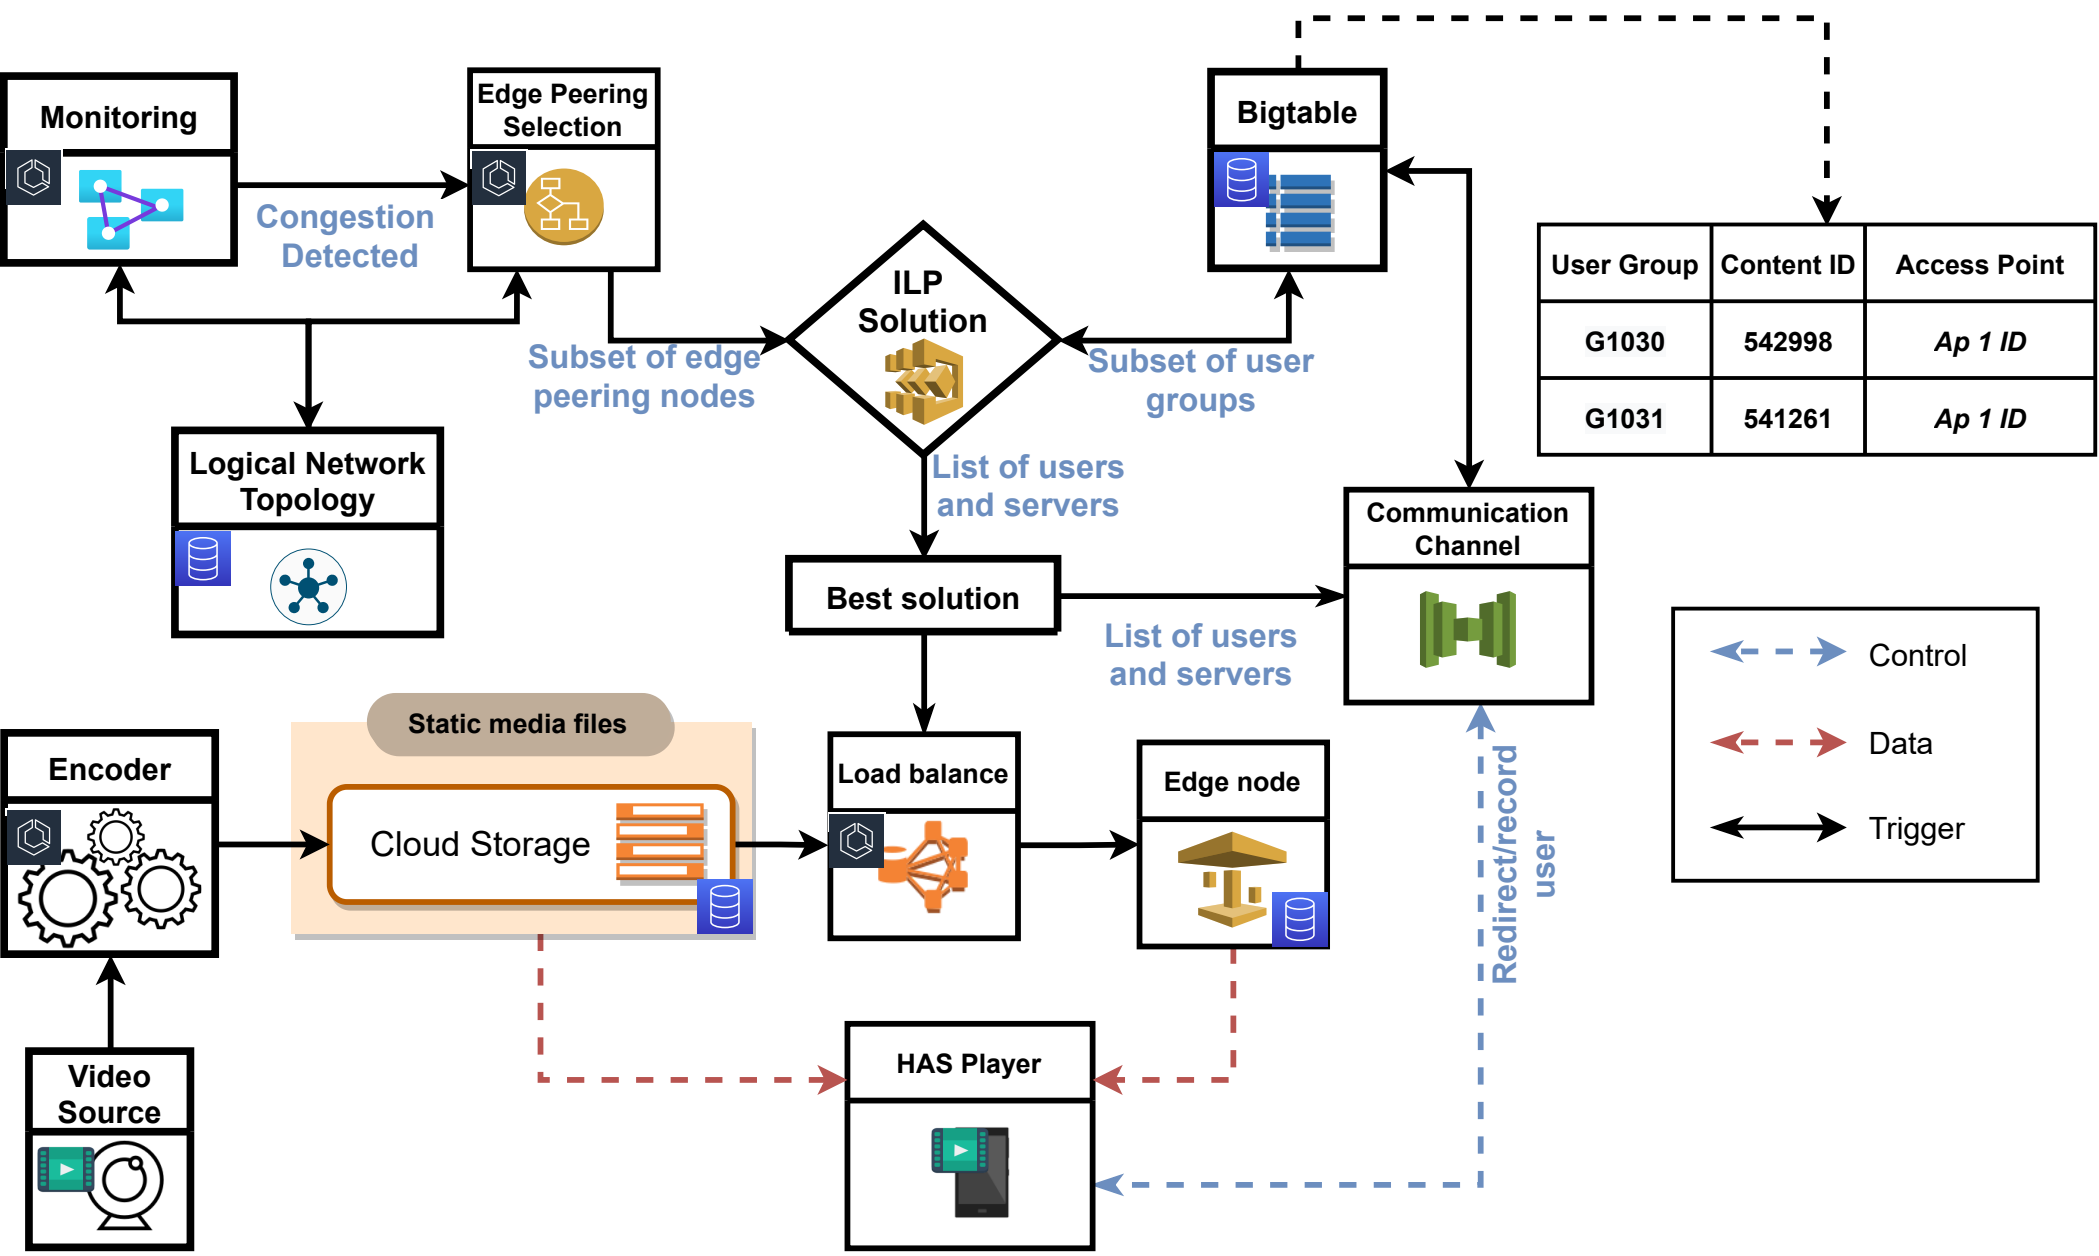 Monitoring
Edge Peering
Selection
Bigtable
Congestion
Detected
User Group Content ID Access Point
G1030 542998 Ap 1 ID
G1031 541261 Ap 1 ID
ILP
Solution
Subset of edge
peering nodes
Subset of user
groups
Logical Network
Topology
List of users
and servers
Communication
Channel
Best solution
List of users
and servers
Control
Data
Trigger
Static media files
Encoder
Cloud Storage
Load balance
Edge node
Redirect/record
user
Video
Source
HAS Player